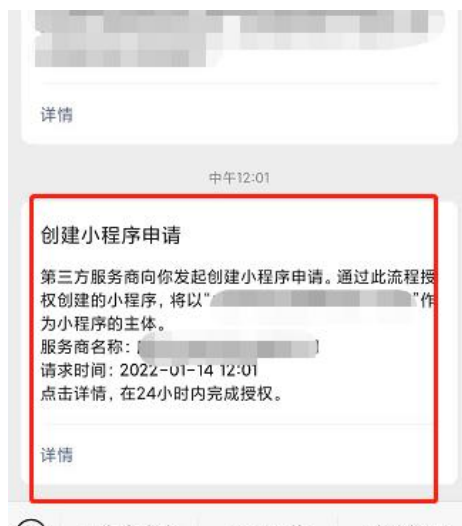 详情
中午12:01
创建小程序申请
第三方服务商向你发起创建小程序申请。通过此流程授
权创建的小程序，将以"                "作
为小程序的主体。
服务商名称：
请求时间：2022-01-14 12:01
点击详情，在24小时内完成授权。
详情